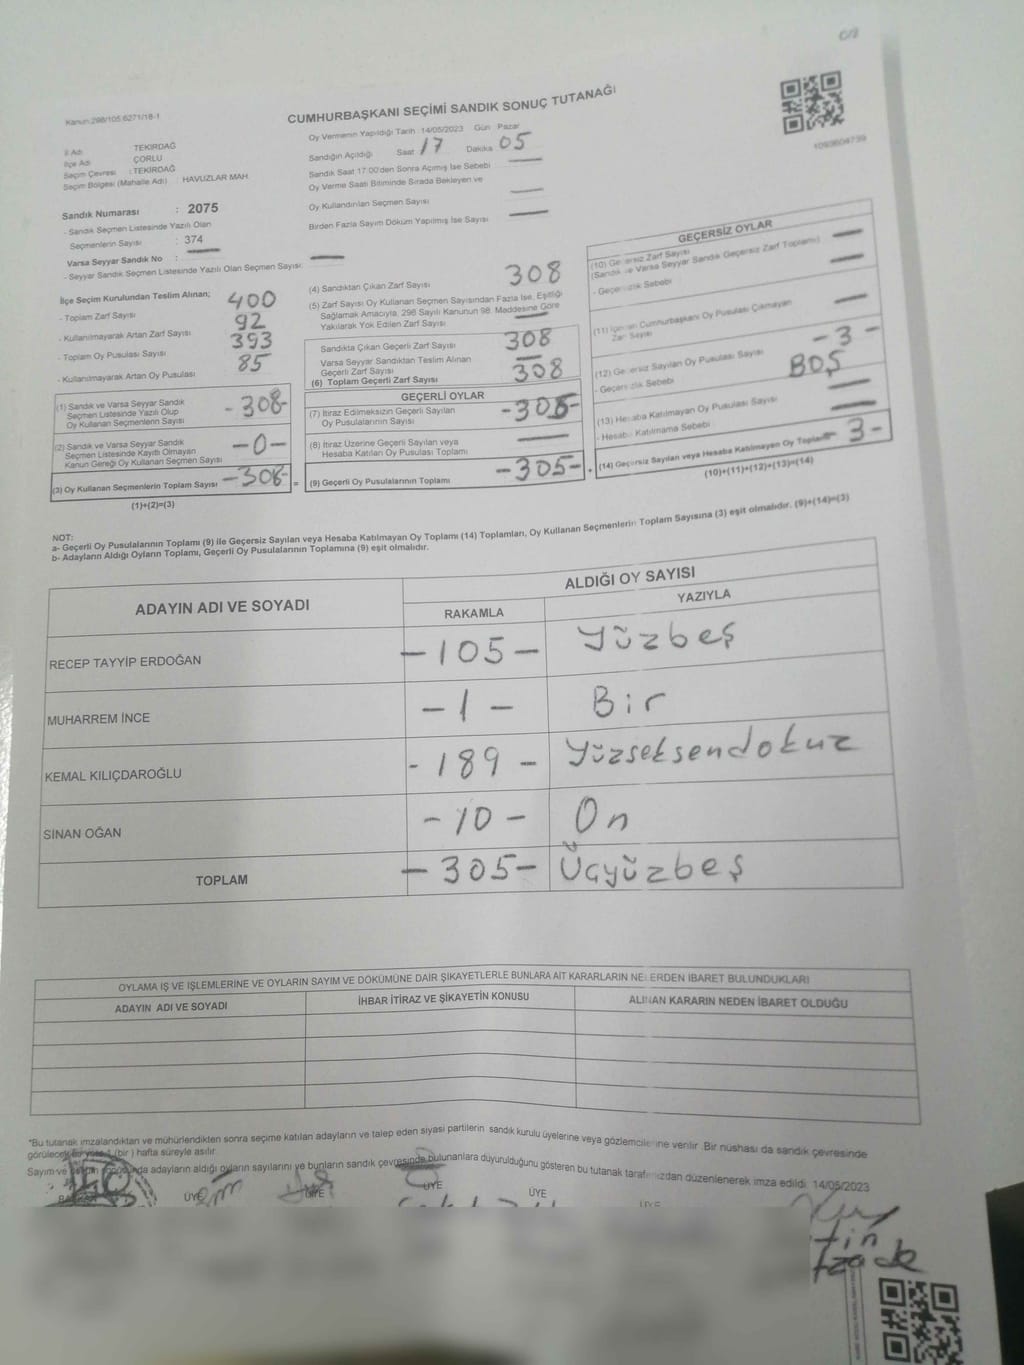 C/2
Kanun:298/105,6271/18-1
CUMHURBAŞKANI SEÇİMİ SANDIK SONUÇ TUTANAĞI
1093604739
İl Adı : TEKİRDAĞ
İlçe Adı : ÇORLU
Seçim Çevresi : TEKİRDAĞ
Seçim Bölgesi (Mahalle Adı) : HAVUZLAR MAH.
Sandık Numarası : 2075
- Sandık Seçmen Listesinde Yazılı Olan
Seçmenlerin Sayısı : 374
Varsa Seyyar Sandık No :
- Seyyar Sandık Seçmen Listesinde Yazılı Olan Seçmen Sayısı:
Oy Vermenin Yapıldığı Tarih : 14/05/2023 Gün Pazar
Sandığın Açıldığı Saat 17 Dakika 05
Sandık Saat 17:00'den Sonra Açımış İse Sebebi
Oy Verme Saati Bitiminde Sırada Bekleyen ve
Oy Kullandırılan Seçmen Sayısı
Birden Fazla Sayım Döküm Yapılmış İse Sayısı
İlçe Seçim Kurulundan Teslim Alınan;
- Toplam Zarf Sayısı 400
- Kullanılmayarak Artan Zarf Sayısı 92
- Toplam Oy Pusulası Sayısı 393
- Kullanılmayarak Artan Oy Pusulası 85
(1) Sandık ve Varsa Seyyar Sandık
Seçmen Listesinde Yazılı Olup
Oy Kullanan Seçmenlerin Sayısı - 308-
(2) Sandık ve Varsa Seyyar Sandık
Seçmen Listesinde Kayıtlı Olmayan
Kanun Gereği Oy Kullanan Seçmen Sayısı -0-
(3) Oy Kullanan Seçmenlerin Toplam Sayısı -308-
(1)+(2)=(3)
(4) Sandıktan Çıkan Zarf Sayısı 308
(5) Zarf Sayısı Oy Kullanan Seçmen Sayısından Fazla İse, Eşitliği
Sağlamak Amacıyla, 298 Sayılı Kanunun 98. Maddesine Göre
Yakılarak Yok Edilen Zarf Sayısı
Sandıkta Çıkan Geçerli Zarf Sayısı 308
Varsa Seyyar Sandıktan Teslim Alınan
Geçerli Zarf Sayısı
(6) Toplam Geçerli Zarf Sayısı 308
GEÇERLİ OYLAR
(7) İtiraz Edilmeksizin Geçerli Sayılan
Oy Pusulalarının Sayısı -305-
(8) İtiraz Üzerine Geçerli Sayılan veya
Hesaba Katılan Oy Pusulası Toplamı
= (9) Geçerli Oy Pusulalarının Toplamı -305- +
GEÇERSİZ OYLAR
(10) Geçersiz Zarf Sayısı
(Sandık ve Varsa Seyyar Sandık Geçersiz Zarf Toplamı)
- Geçersizlik Sebebi
(11) İçinden Cumhurbaşkanı Oy Pusulası Çıkmayan
Zarf Sayısı
(12) Geçersiz Sayılan Oy Pusulası Sayısı - 3 -
- Geçersizlik Sebebi BOŞ
(13) Hesaba Katılmayan Oy Pusulası Sayısı
- Hesaba Katılmama Sebebi
(14) Geçersiz Sayılan veya Hesaba Katılmayan Oy Toplamı - 3 -
(10)+(11)+(12)+(13)=(14)
NOT:
a- Geçerli Oy Pusulalarının Toplamı (9) ile Geçersiz Sayılan veya Hesaba Katılmayan Oy Toplamı (14) Toplamları, Oy Kullanan Seçmenlerin Toplam Sayısına (3) eşit olmalıdır. (9)+(14)=(3)
b- Adayların Aldığı Oyların Toplamı, Geçerli Oy Pusulalarının Toplamına (9) eşit olmalıdır.
ADAYIN ADI VE SOYADI
ALDIĞI OY SAYISI
RAKAMLA YAZIYLA
RECEP TAYYİP ERDOĞAN -105- Yüzbeş
MUHARREM İNCE -1- Bir
KEMAL KILIÇDAROĞLU -189- Yüzseksendokuz
SİNAN OĞAN -10- On
TOPLAM -305- Üçyüzbeş
OYLAMA İŞ VE İŞLEMLERİNE VE OYLARIN SAYIM VE DÖKÜMÜNE DAİR ŞİKAYETLERLE BUNLARA AİT KARARLARIN NELERDEN İBARET BULUNDUKLARI
ADAYIN ADI VE SOYADI İHBAR İTİRAZ VE ŞİKAYETİN KONUSU ALINAN KARARIN NEDEN İBARET OLDUĞU
*Bu tutanak imzalandıktan ve mühürlendikten sonra seçime katılan adayların ve talep eden siyasi partilerin sandık kurulu üyelerine veya gözlemcilerine verilir. Bir nüshası da sandık çevresinde
görülecek bir yere 1 (bir) hafta süreyle asılır.
Sayım ve döküm sonunda adayların aldığı oyların sayılarını ve bunların sandık çevresinde bulunanlara duyurulduğunu gösteren bu tutanak tarafımızdan düzenlenerek imza edildi. 14/05/2023
BAŞKAN ÜYE ÜYE ÜYE ÜYE ÜYE